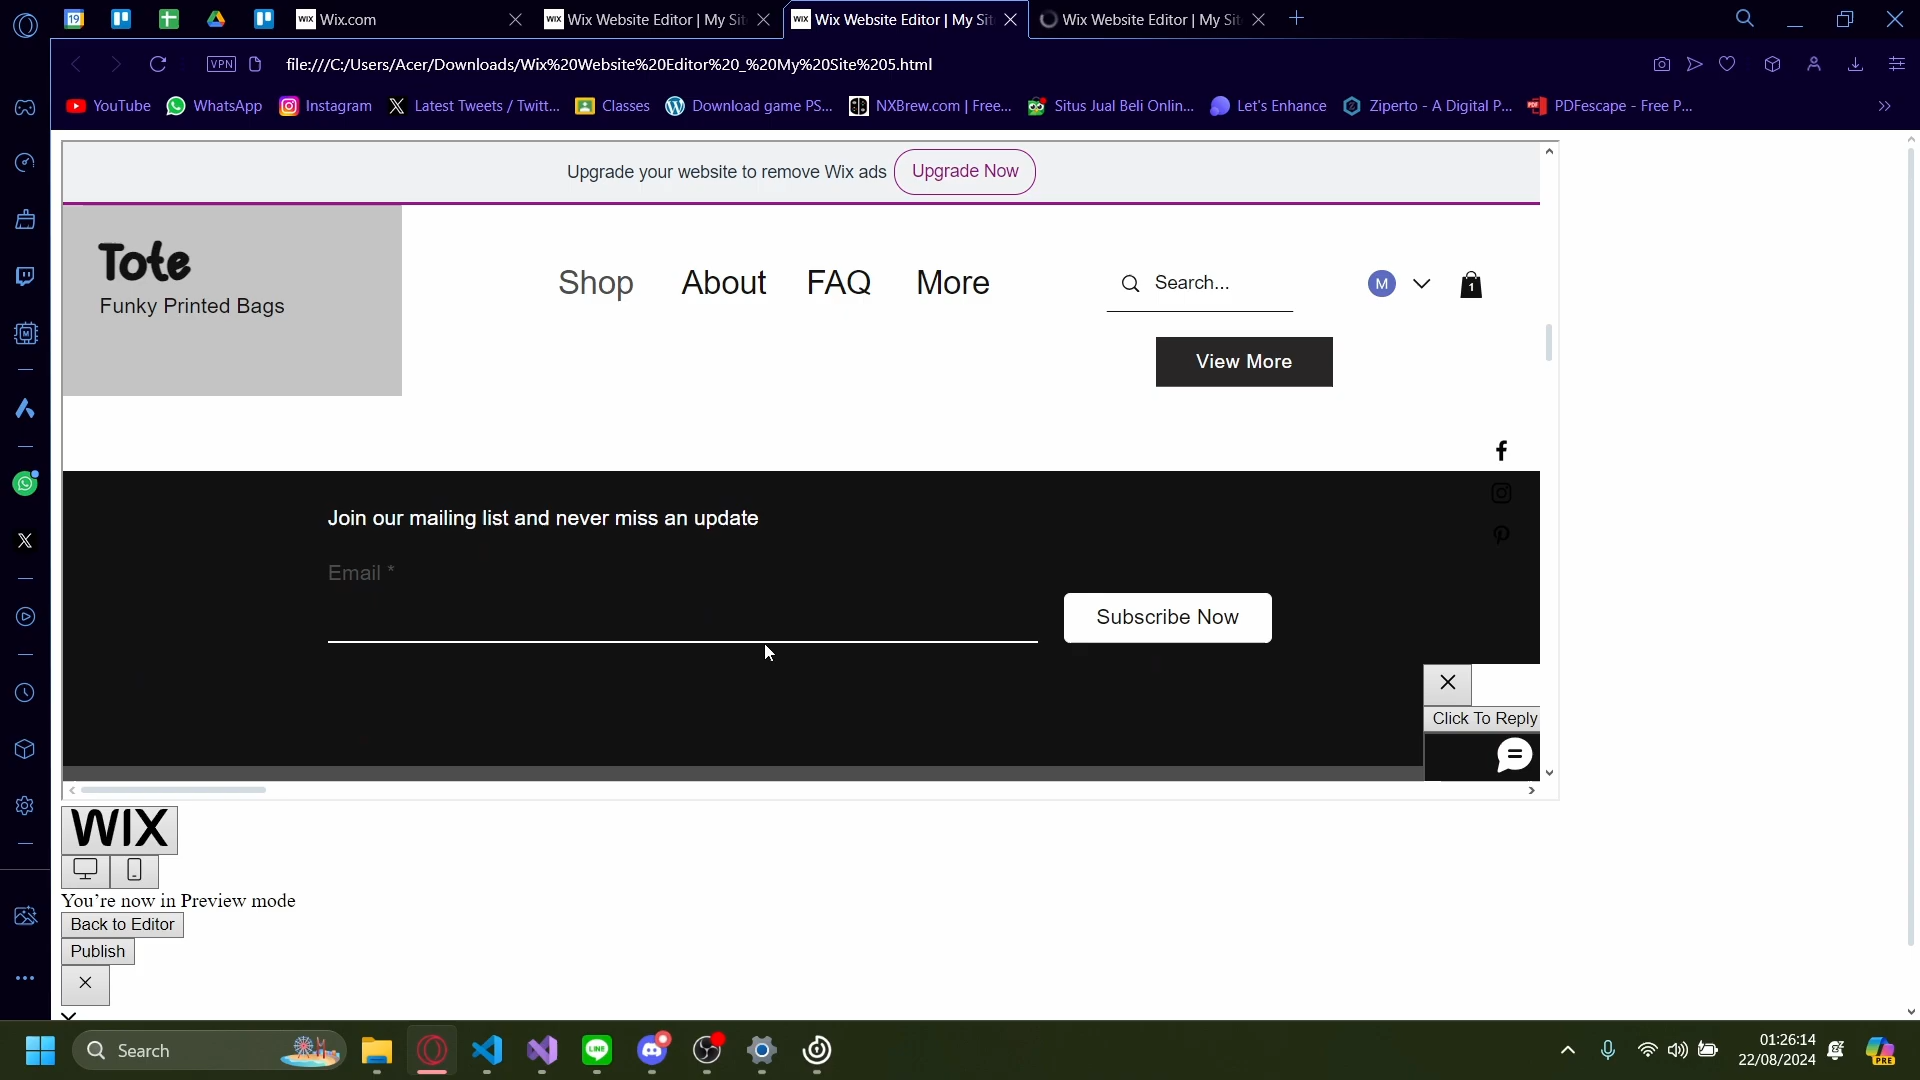 Wix.com
Wix Website Editor | My Sit
Wix Website Editor | My Sit
Wix Website Editor | My Sit
VPN
file:///C:/Users/Acer/Downloads/Wix%20Website%20Editor%20_%20My%20Site%205.html
YouTube
WhatsApp
Instagram
Latest Tweets / Twitt...
Classes
Download game PS...
NXBrew.com | Free...
Situs Jual Beli Onlin...
Let's Enhance
Ziperto - A Digital P...
PDFescape - Free P...
Upgrade your website to remove Wix ads
Upgrade Now
Tote
Funky Printed Bags
Shop
About
FAQ
More
Search...
M
1
View More
Join our mailing list and never miss an update
Email *
Subscribe Now
Click To Reply
WIX
You're now in Preview mode
Back to Editor
Publish
Search
01:26:14
22/08/2024